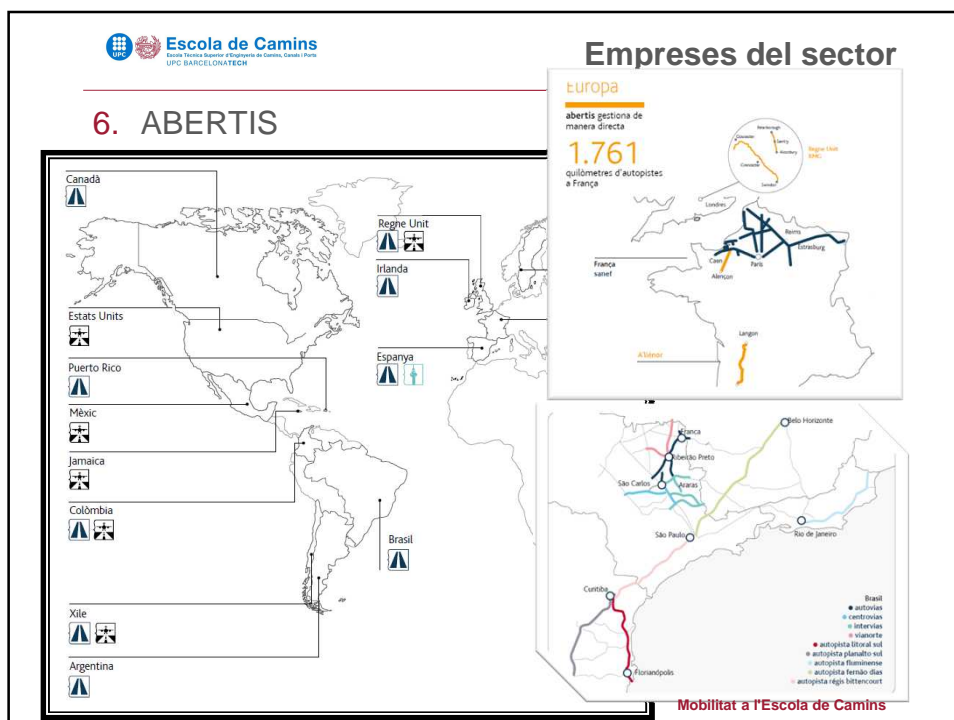 UPC
Escola de Camins
Escola Tècnica Superior d'Enginyeria de Camins, Canals i Ports
UPC BARCELONATECH
Empreses del sector
6. ABERTIS
Canadà
Estats Units
Puerto Rico
Mèxic
Jamaica
Colòmbia
Xile
Argentina
Brasil
Regne Unit
Irlanda
Espanya
Europa
abertis gestiona de
manera directa
1.761
quilòmetres d'autopistes
a França
Londres
França
sanef
Caen
Alençon
Paris
Reims
Estrasburg
Langon
A'liénor
Belo Horizonte
Franca
Ribeirão Preto
São Carlos
Araras
São Paulo
Rio de Janeiro
Curitiba
Florianópolis
Brasil
autovias
centrovias
intervias
vianorte
autopista litoral sul
autopista planalto sul
autopista fluminense
autopista fernão dias
autopista régis bittencourt
Mobilitat a l'Escola de Camins